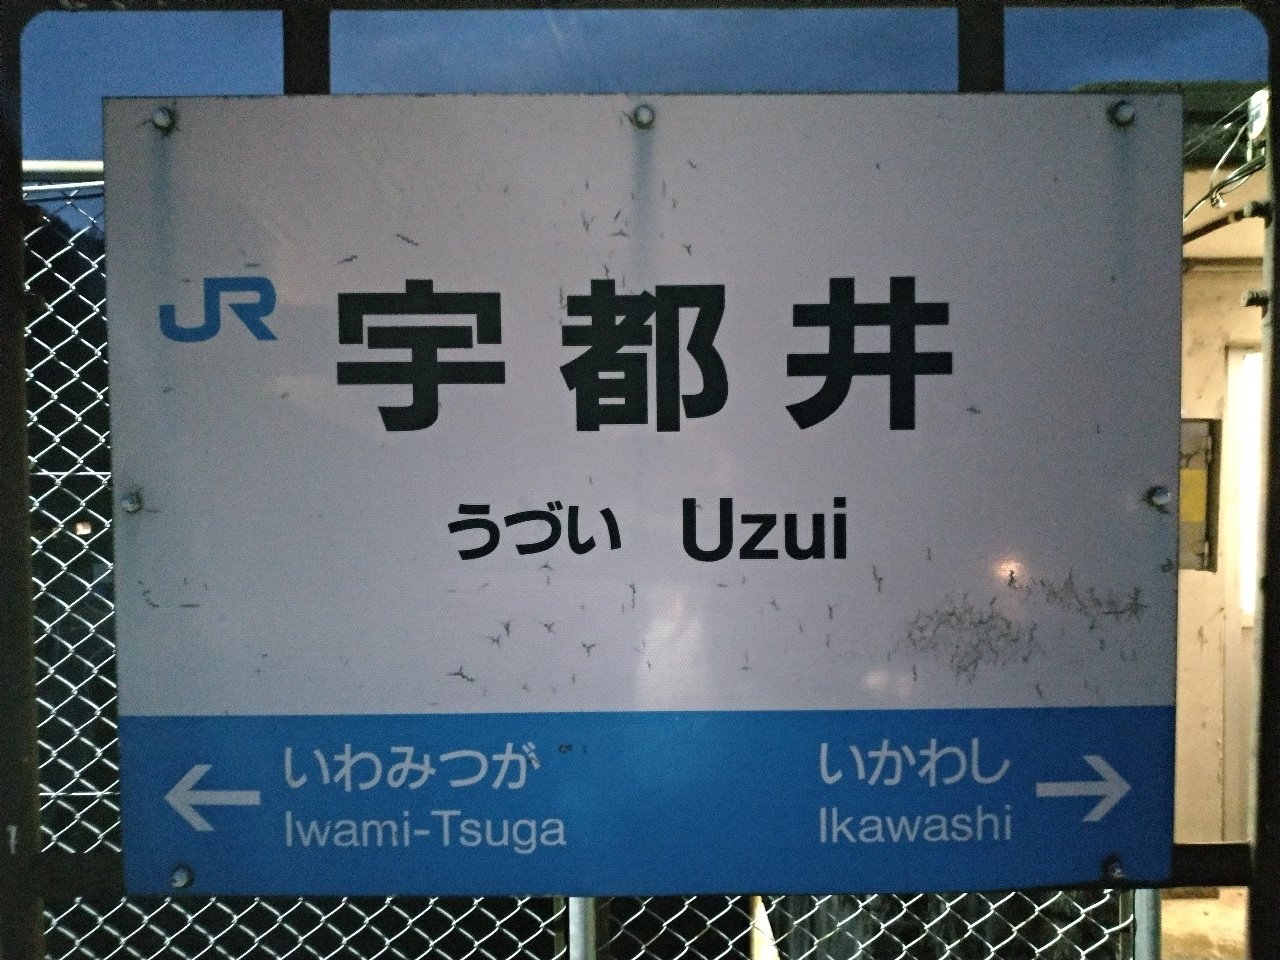 JR 宇都井
うづい Uzui
← いわみつが いかわし →
Iwami-Tsuga Ikawashi